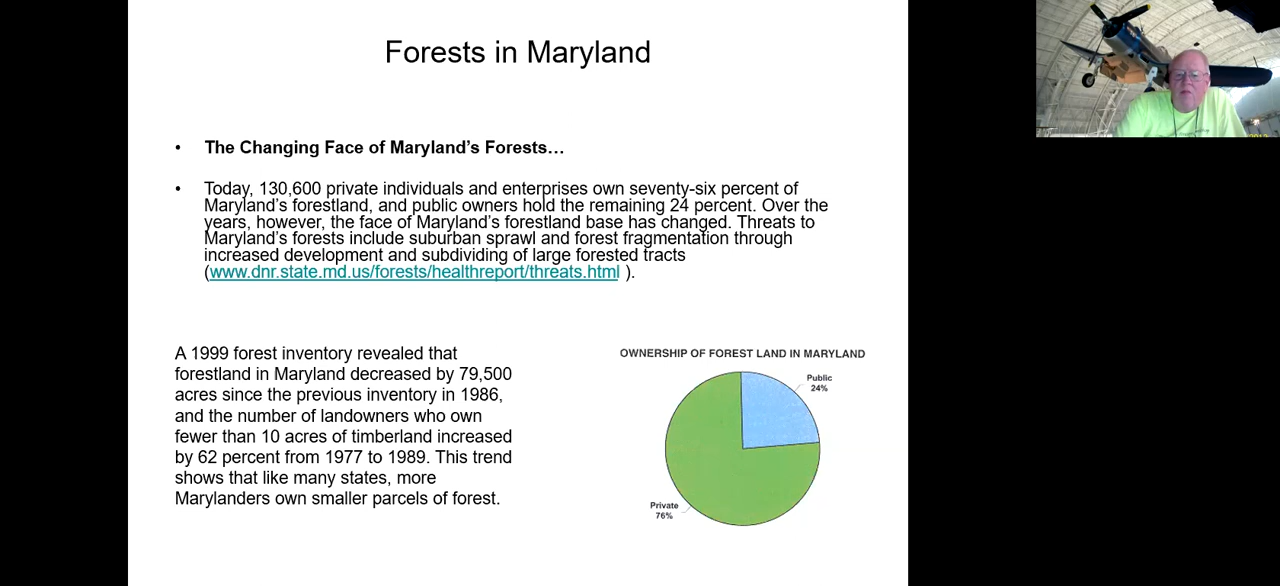 Forests in Maryland
• The Changing Face of Maryland’s Forests…
• Today, 130,600 private individuals and enterprises own seventy-six percent of
Maryland’s forestland, and public owners hold the remaining 24 percent. Over the
years, however, the face of Maryland’s forestland base has changed. Threats to
Maryland’s forests include suburban sprawl and forest fragmentation through
increased development and subdividing of large forested tracts
(www.dnr.state.md.us/forests/healthreport/threats.html ).
A 1999 forest inventory revealed that
forestland in Maryland decreased by 79,500
acres since the previous inventory in 1986,
and the number of landowners who own
fewer than 10 acres of timberland increased
by 62 percent from 1977 to 1989. This trend
shows that like many states, more
Marylanders own smaller parcels of forest.
OWNERSHIP OF FOREST LAND IN MARYLAND
Public
24%
Private
76%